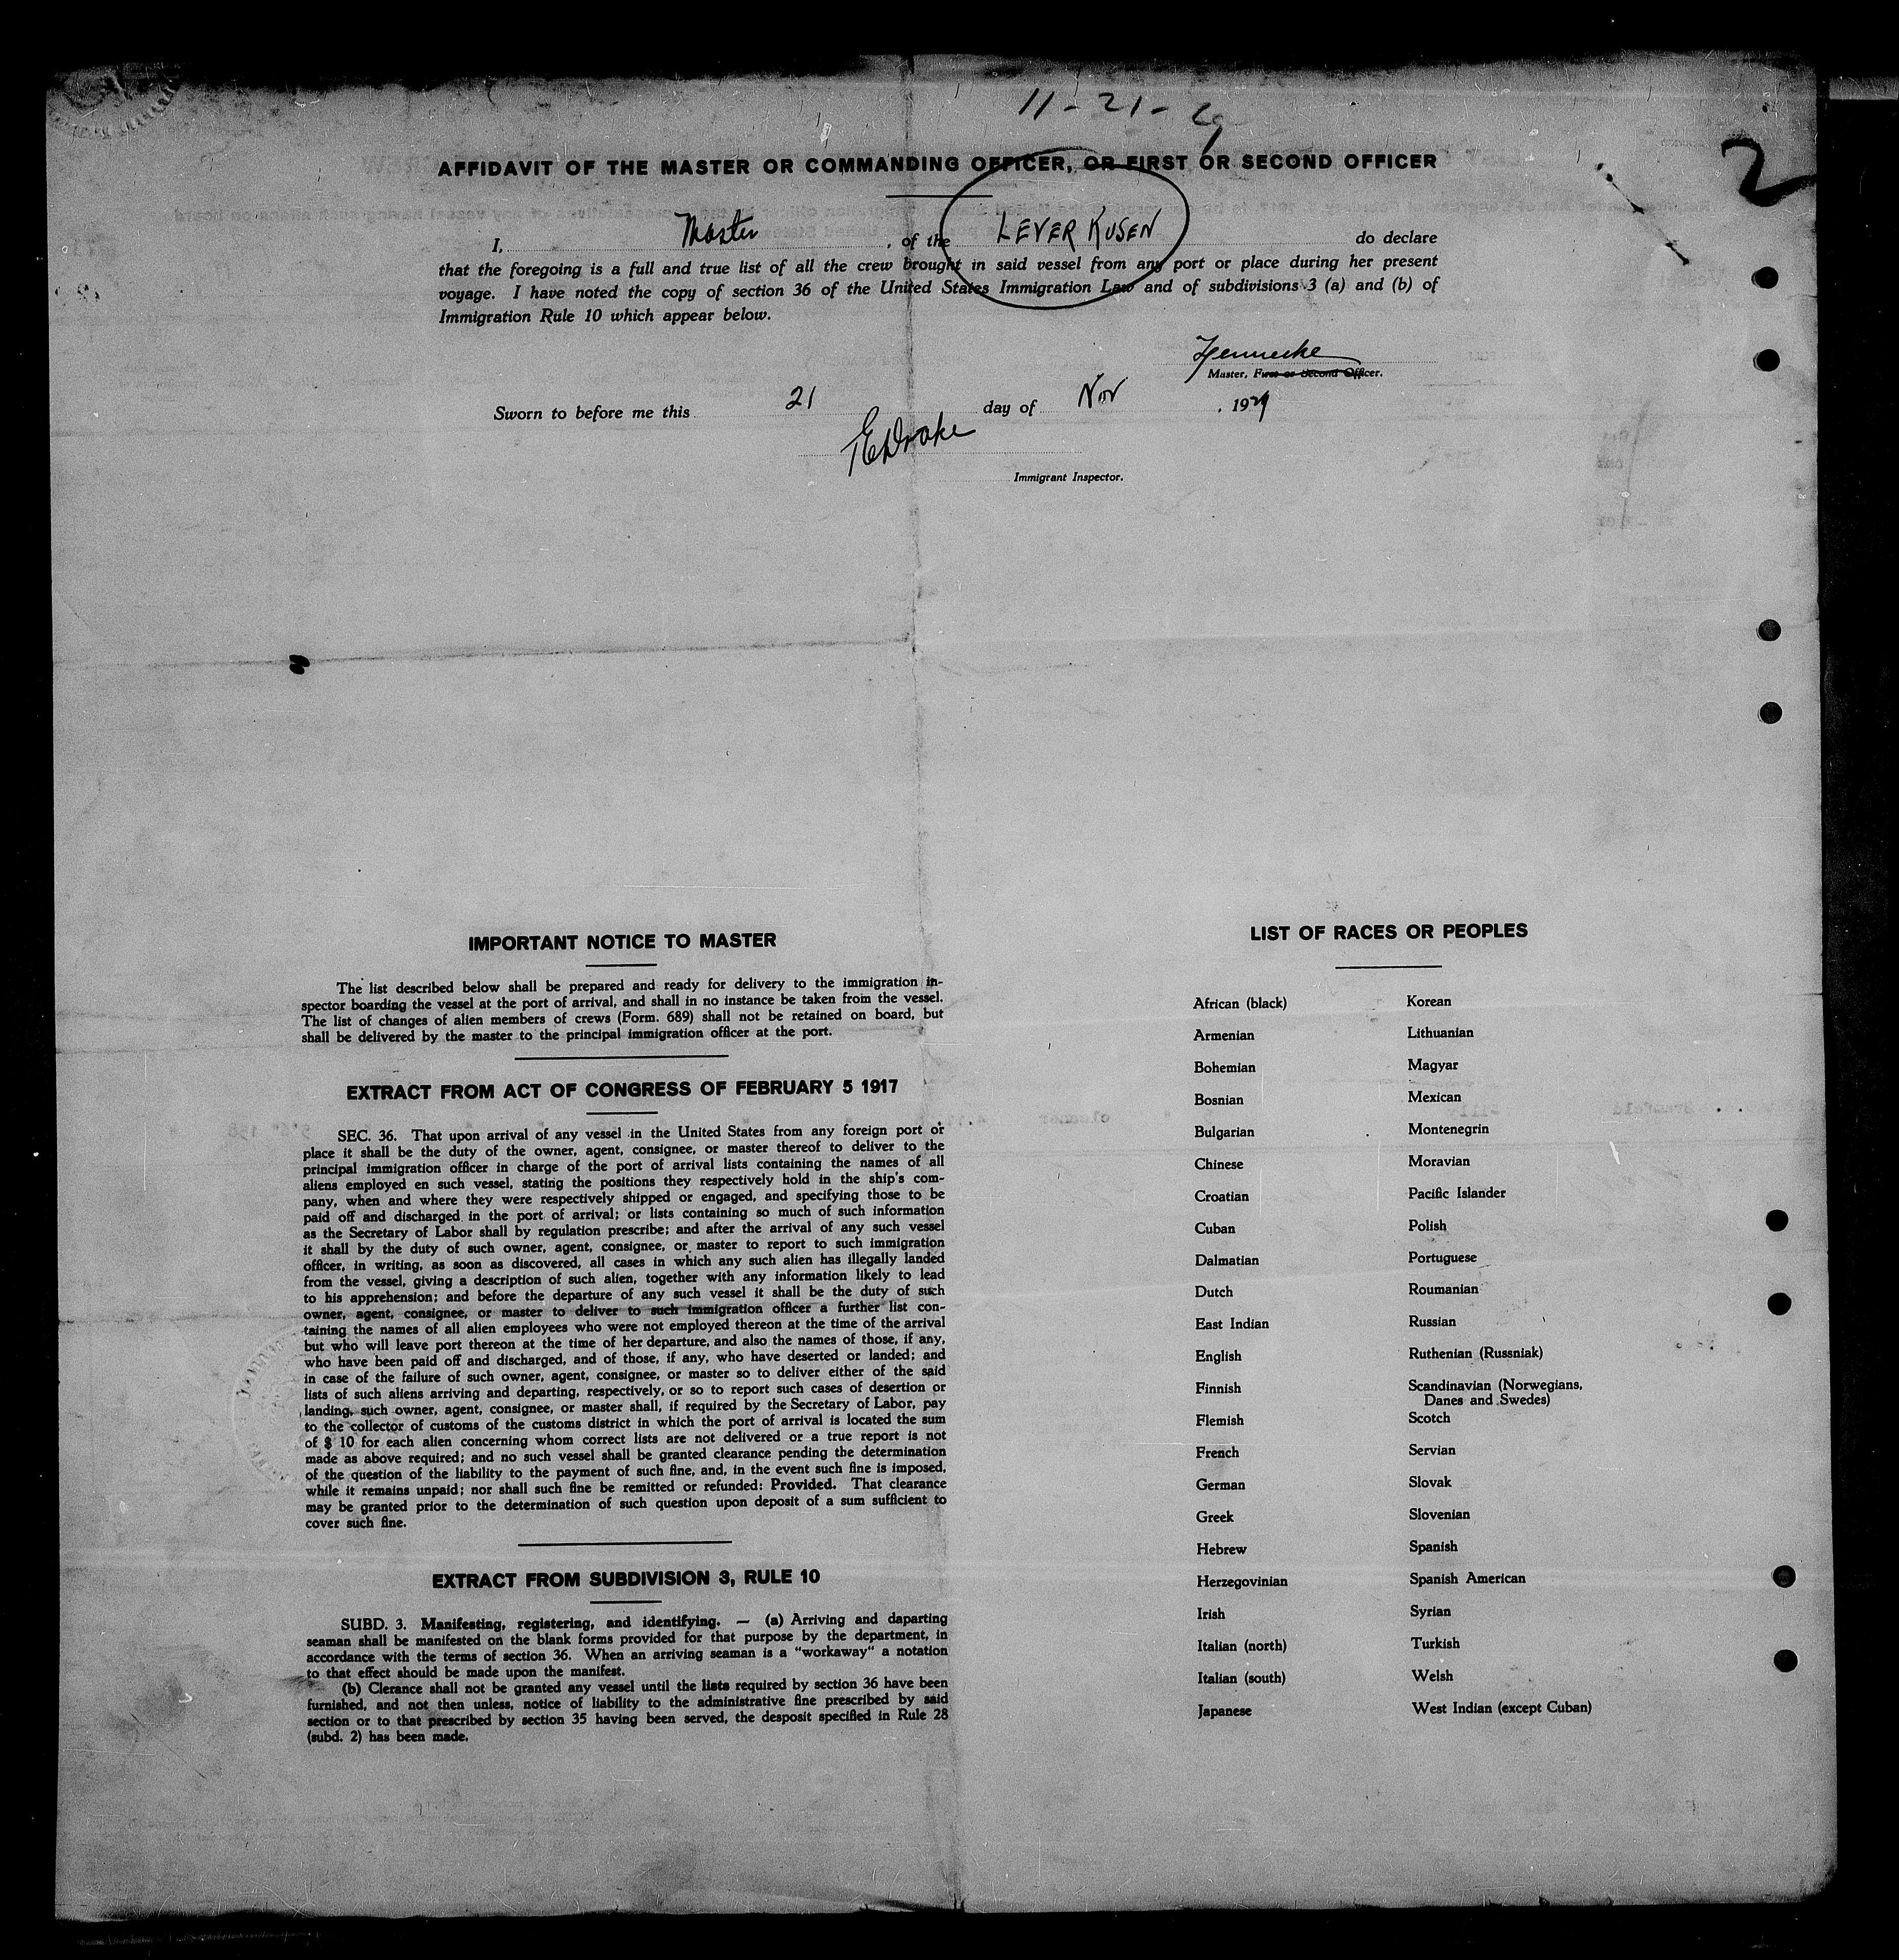 11-21-29
2
AFFIDAVIT OF THE MASTER OR COMMANDING OFFICER, OR FIRST OR SECOND OFFICER
I, Master , of the LEVER KUSEN do declare
that the foregoing is a full and true list of all the crew brought in said vessel from any port or place during her present
voyage. I have noted the copy of section 36 of the United States Immigration Law and of subdivisions 3 (a) and (b) of
Immigration Rule 10 which appear below.
Master, First or Second Officer.
Sworn to before me this 21 day of Nov , 1929
Drake
Immigrant Inspector.
IMPORTANT NOTICE TO MASTER
The list described below shall be prepared and ready for delivery to the immigration in-
spector boarding the vessel at the port of arrival, and shall in no instance be taken from the vessel.
The list of changes of alien members of crews (Form. 689) shall not be retained on board, but
shall be delivered by the master to the principal immigration officer at the port.
EXTRACT FROM ACT OF CONGRESS OF FEBRUARY 5 1917
SEC. 36. That upon arrival of any vessel in the United States from any foreign port or
place it shall be the duty of the owner, agent, consignee, or master thereof to deliver to the
principal immigration officer in charge of the port of arrival lists containing the names of all
aliens employed en such vessel, stating the positions they respectively hold in the ship's com-
pany, when and where they were respectively shipped or engaged, and specifying those to be
paid off and discharged in the port of arrival; or lists containing so much of such information
as the Secretary of Labor shall by regulation prescribe; and after the arrival of any such vessel
it shall by the duty of such owner, agent, consignee, or master to report to such immigration
officer, in writing, as soon as discovered, all cases in which any such alien has illegally landed
from the vessel, giving a description of such alien, together with any information likely to lead
to his apprehension; and before the departure of any such vessel it shall be the duty of such
owner, agent, consignee, or master to deliver to such immigration officer a further list con-
taining the names of all alien employees who were not employed thereon at the time of the arrival
but who will leave port thereon at the time of her departure, and also the names of those, if any,
who have been paid off and discharged, and of those, if any, who have deserted or landed; and
in case of the failure of such owner, agent, consignee, or master so to deliver either of the said
lists of such aliens arriving and departing, respectively, or so to report such cases of desertion or
landing, such owner, agent, consignee, or master shall, if required by the Secretary of Labor, pay
to the collector of customs of the customs district in which the port of arrival is located the sum
of $ 10 for each alien concerning whom correct lists are not delivered or a true report is not
made as above required; and no such vessel shall be granted clearance pending the determination
of the question of the liability to the payment of such fine, and, in the event such fine is imposed,
while it remains unpaid; nor shall such fine be remitted or refunded: Provided. That clearance
may be granted prior to the determination of such question upon deposit of a sum sufficient to
cover such fine.
EXTRACT FROM SUBDIVISION 3, RULE 10
SUBD. 3. Manifesting, registering, and identifying. — (a) Arriving and daparting
seaman shall be manifested on the blank forms provided for that purpose by the department, in
accordance with the terms of section 36. When an arriving seaman is a "workaway" a notation
to that effect should be made upon the manifest.
(b) Clerance shall not be granted any vessel until the lists required by section 36 have been
furnished, and not then unless, notice of liability to the administrative fine prescribed by said
section or to that prescribed by section 35 having been served, the desposit specified in Rule 28
(subd. 2) has been made.
LIST OF RACES OR PEOPLES
African (black)
Armenian
Bohemian
Bosnian
Bulgarian
Chinese
Croatian
Cuban
Dalmatian
Dutch
East Indian
English
Finnish
Flemish
French
German
Greek
Hebrew
Herzegovinian
Irish
Italian (north)
Italian (south)
Japanese
Korean
Lithuanian
Magyar
Mexican
Montenegrin
Moravian
Pacific Islander
Polish
Portuguese
Roumanian
Russian
Ruthenian (Russniak)
Scandinavian (Norwegians,
Danes and Swedes)
Scotch
Servian
Slovak
Slovenian
Spanish
Spanish American
Syrian
Turkish
Welsh
West Indian (except Cuban)